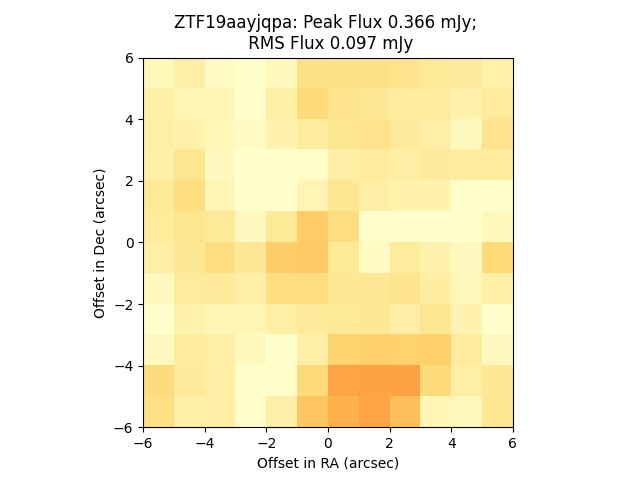 ZTF19aayjqpa: Peak Flux 0.366 mJy;
RMS Flux 0.097 mJy
6
4
2
0
−2
−4
−6
Offset in Dec (arcsec)
−6 −4 −2 0 2 4 6
Offset in RA (arcsec)